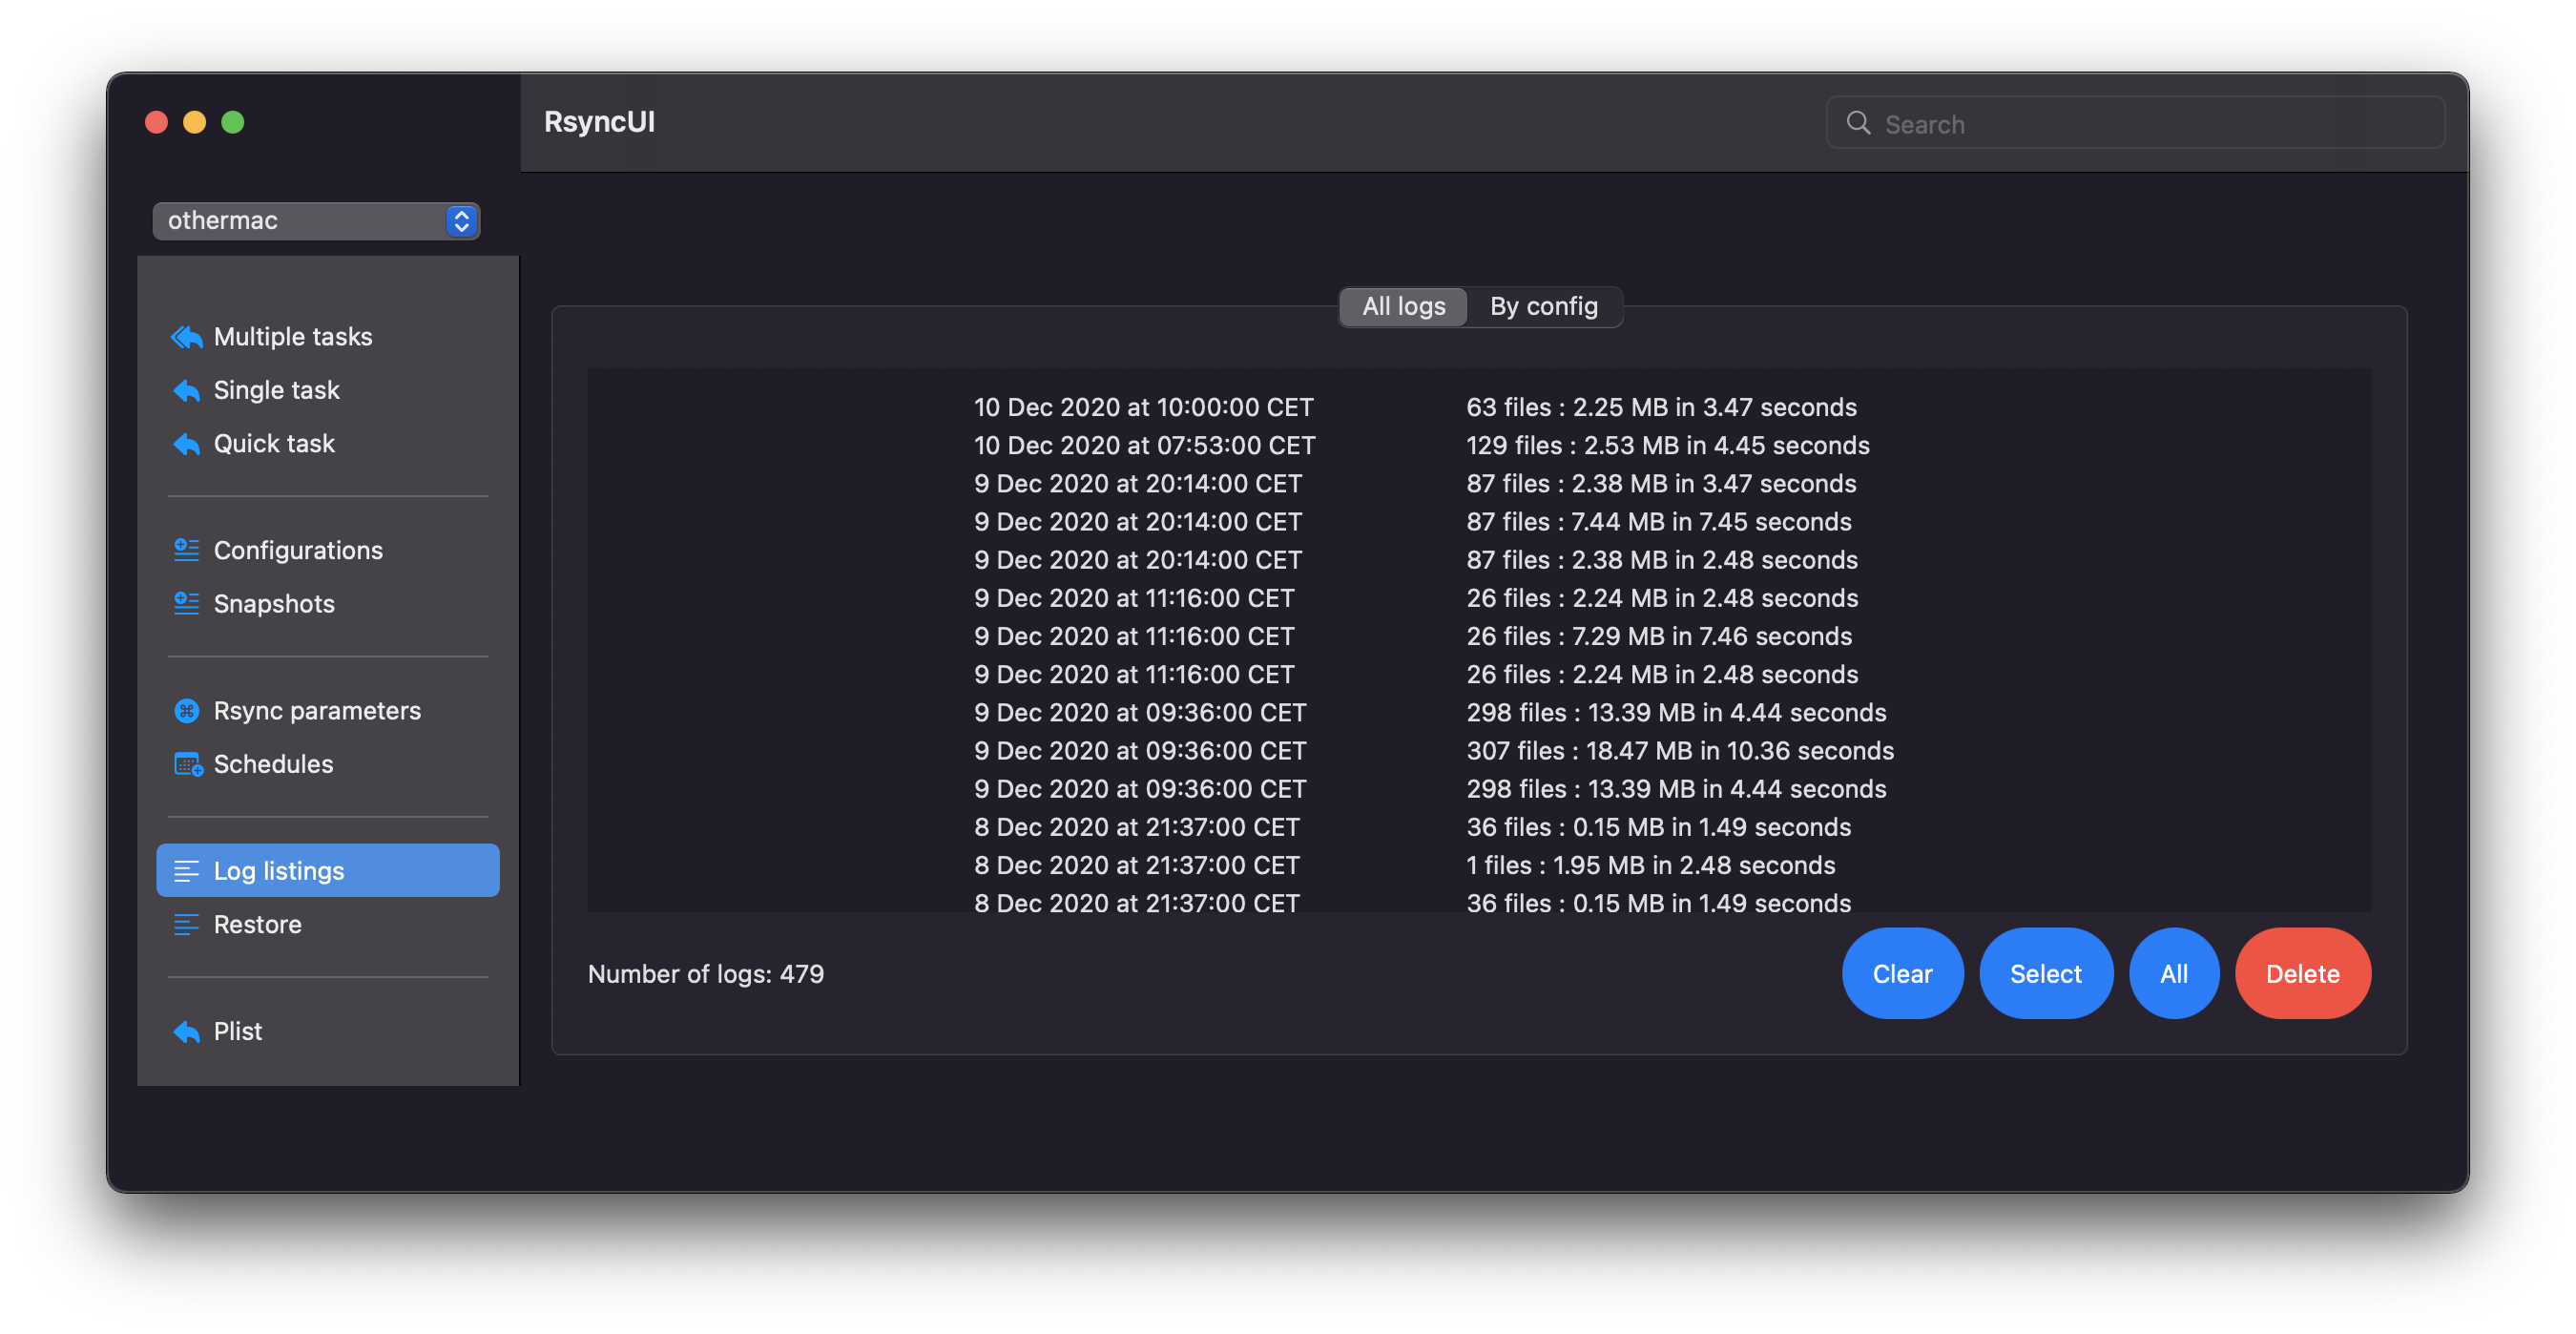 RsyncUI
Search
othermac
Multiple tasks
Single task
Quick task
Configurations
Snapshots
Rsync parameters
Schedules
Log listings
Restore
Plist
All logs By config
10 Dec 2020 at 10:00:00 CET 63 files : 2.25 MB in 3.47 seconds
10 Dec 2020 at 07:53:00 CET 129 files : 2.53 MB in 4.45 seconds
9 Dec 2020 at 20:14:00 CET 87 files : 2.38 MB in 3.47 seconds
9 Dec 2020 at 20:14:00 CET 87 files : 7.44 MB in 7.45 seconds
9 Dec 2020 at 20:14:00 CET 87 files : 2.38 MB in 2.48 seconds
9 Dec 2020 at 11:16:00 CET 26 files : 2.24 MB in 2.48 seconds
9 Dec 2020 at 11:16:00 CET 26 files : 7.29 MB in 7.46 seconds
9 Dec 2020 at 11:16:00 CET 26 files : 2.24 MB in 2.48 seconds
9 Dec 2020 at 09:36:00 CET 298 files : 13.39 MB in 4.44 seconds
9 Dec 2020 at 09:36:00 CET 307 files : 18.47 MB in 10.36 seconds
9 Dec 2020 at 09:36:00 CET 298 files : 13.39 MB in 4.44 seconds
8 Dec 2020 at 21:37:00 CET 36 files : 0.15 MB in 1.49 seconds
8 Dec 2020 at 21:37:00 CET 1 files : 1.95 MB in 2.48 seconds
8 Dec 2020 at 21:37:00 CET 36 files : 0.15 MB in 1.49 seconds
Number of logs: 479
Clear Select All Delete